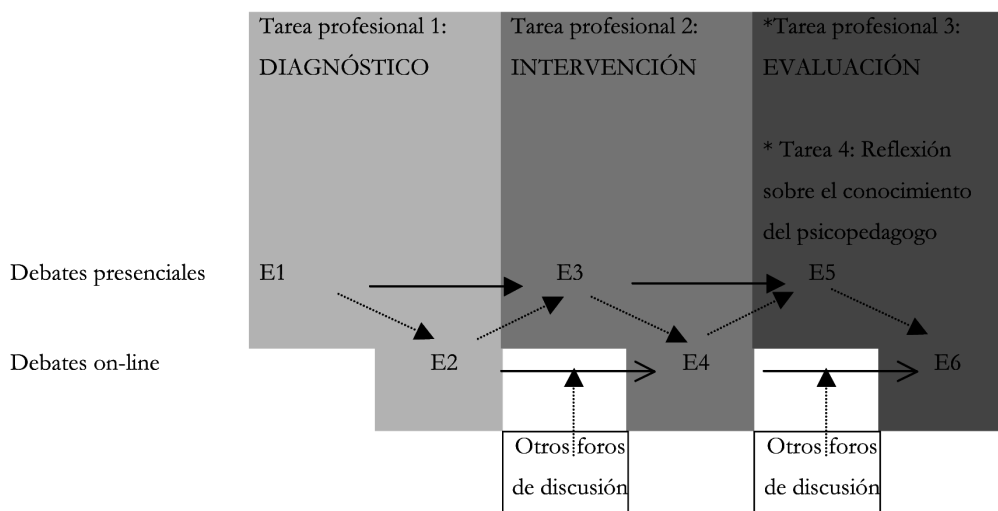 Tarea profesional 1:
DIAGNÓSTICO
Tarea profesional 2:
INTERVENCIÓN
*Tarea profesional 3:
EVALUACIÓN
* Tarea 4: Reflexión
sobre el conocimiento
del psicopedagogo
Debates presenciales
E1
E3
E5
Debates on-line
E2
E4
E6
Otros foros
de discusión
Otros foros
de discusión